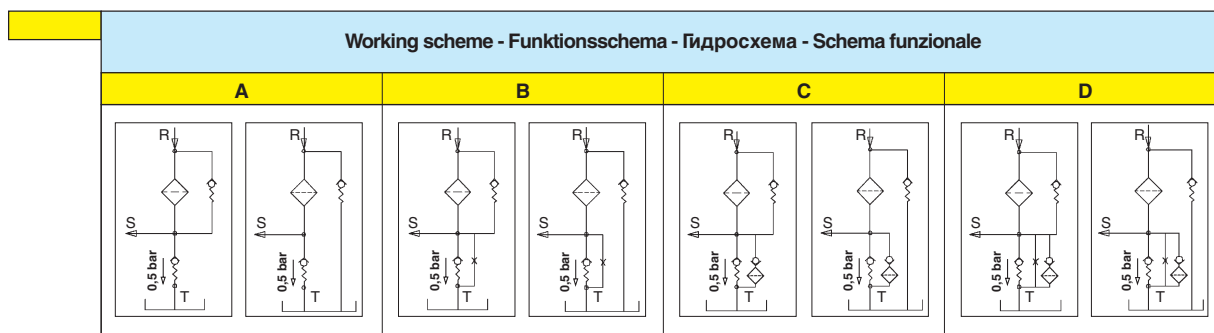 Working scheme - Funktionsschema - Гидросхема - Schema funzionale
A B C D
R R R R R R R R
S S S S S S S S
0,5 bar 0,5 bar 0,5 bar 0,5 bar 0,5 bar 0,5 bar 0,5 bar 0,5 bar
T T T T T T T T